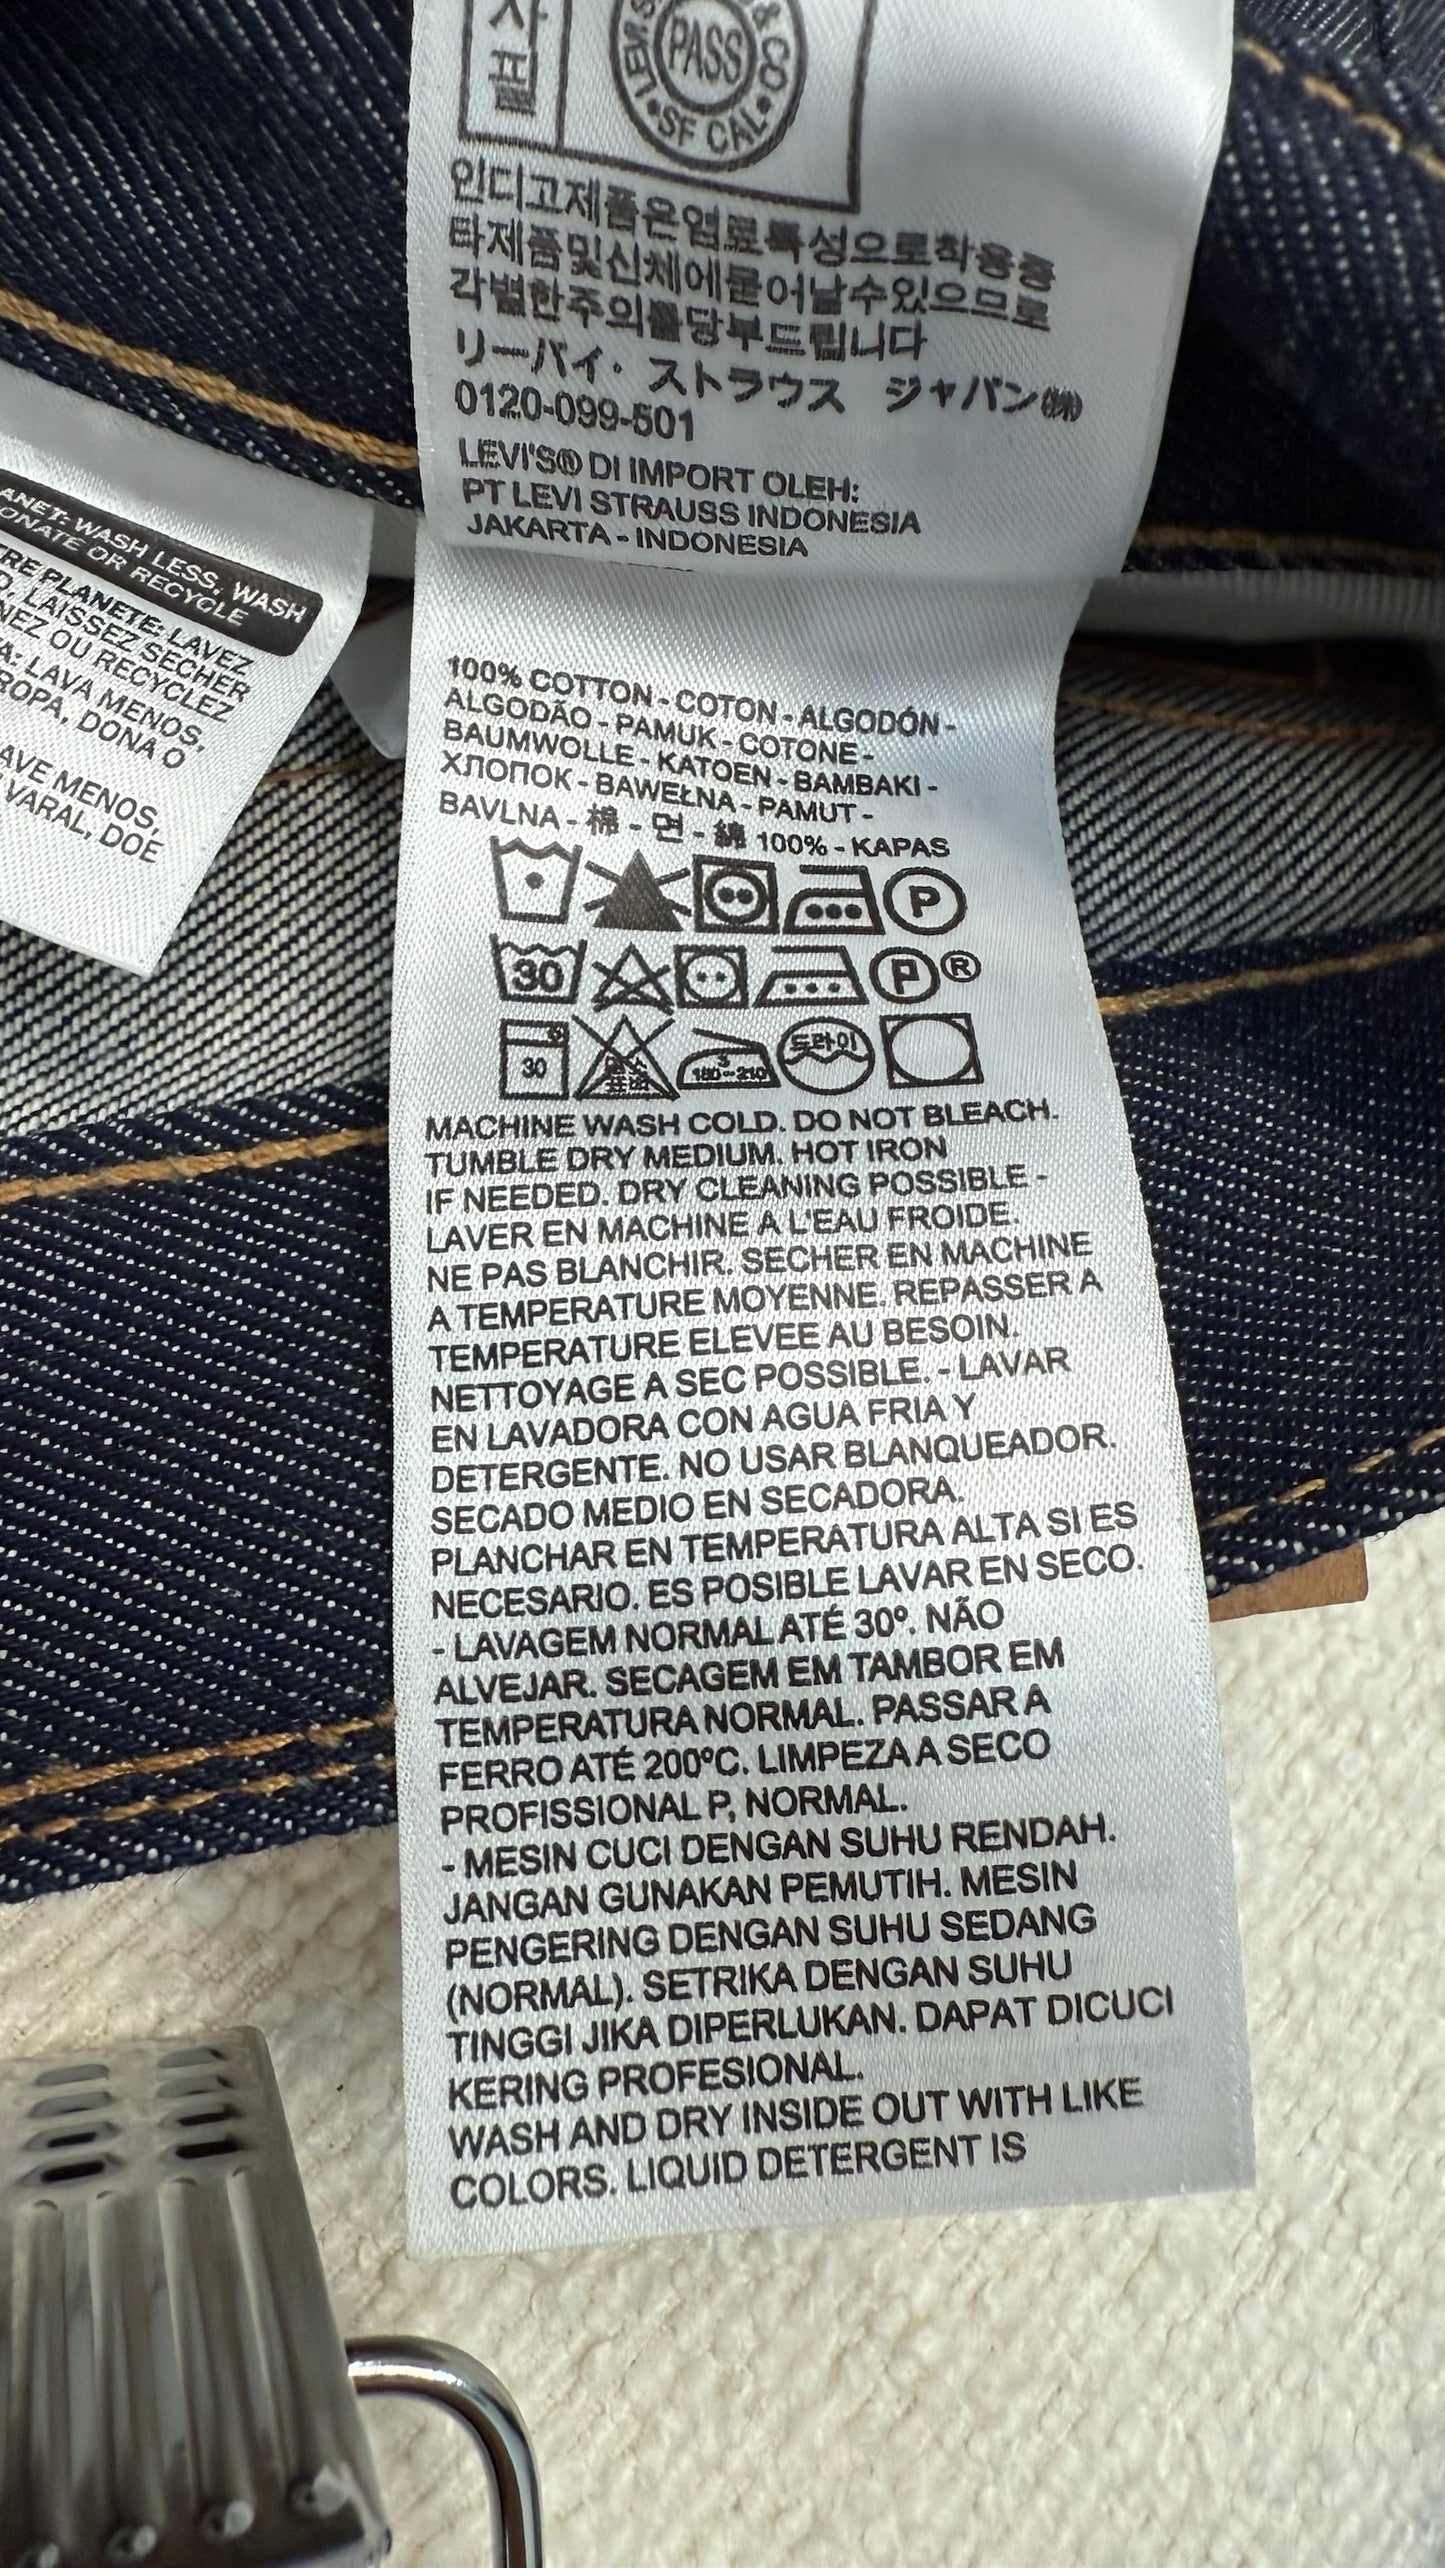 사
플
LEVI STRAUSS & CO
PASS
SF CAL
인디고제품은염료특성으로착용중
타제품및신체에묻어날수있으므로
각별한주의를당부드립니다
リーバイ・ストラウス ジャパン㈱
0120-099-501
LEVI'S® DI IMPORT OLEH:
PT LEVI STRAUSS INDONESIA
JAKARTA - INDONESIA
ANET: WASH LESS, WASH
ONATE OR RECYCLE
TRE PLANETE: LAVEZ
D, LAISSEZ SECHER
NEZ OU RECYCLEZ
A: LAVA MENOS,
ROPA, DONA O
AVE MENOS,
VARAL, DOE
100% COTTON - COTON - ALGODÓN -
ALGODÃO - PAMUK - COTONE -
BAUMWOLLE - KATOEN - BAMBAKI -
ХЛОПОК - BAWEŁNA - PAMUT -
BAVLNA - 棉 - 면 - 綿 100% - KAPAS
P
30 P ®
30 3 180~210 드라이
MACHINE WASH COLD. DO NOT BLEACH.
TUMBLE DRY MEDIUM. HOT IRON
IF NEEDED. DRY CLEANING POSSIBLE -
LAVER EN MACHINE A L'EAU FROIDE.
NE PAS BLANCHIR. SECHER EN MACHINE
A TEMPERATURE MOYENNE. REPASSER A
TEMPERATURE ELEVEE AU BESOIN.
NETTOYAGE A SEC POSSIBLE. - LAVAR
EN LAVADORA CON AGUA FRIA Y
DETERGENTE. NO USAR BLANQUEADOR.
SECADO MEDIO EN SECADORA.
PLANCHAR EN TEMPERATURA ALTA SI ES
NECESARIO. ES POSIBLE LAVAR EN SECO.
- LAVAGEM NORMAL ATÉ 30º. NÃO
ALVEJAR. SECAGEM EM TAMBOR EM
TEMPERATURA NORMAL. PASSAR A
FERRO ATÉ 200ºC. LIMPEZA A SECO
PROFISSIONAL P, NORMAL.
- MESIN CUCI DENGAN SUHU RENDAH.
JANGAN GUNAKAN PEMUTIH. MESIN
PENGERING DENGAN SUHU SEDANG
(NORMAL). SETRIKA DENGAN SUHU
TINGGI JIKA DIPERLUKAN. DAPAT DICUCI
KERING PROFESIONAL.
WASH AND DRY INSIDE OUT WITH LIKE
COLORS. LIQUID DETERGENT IS